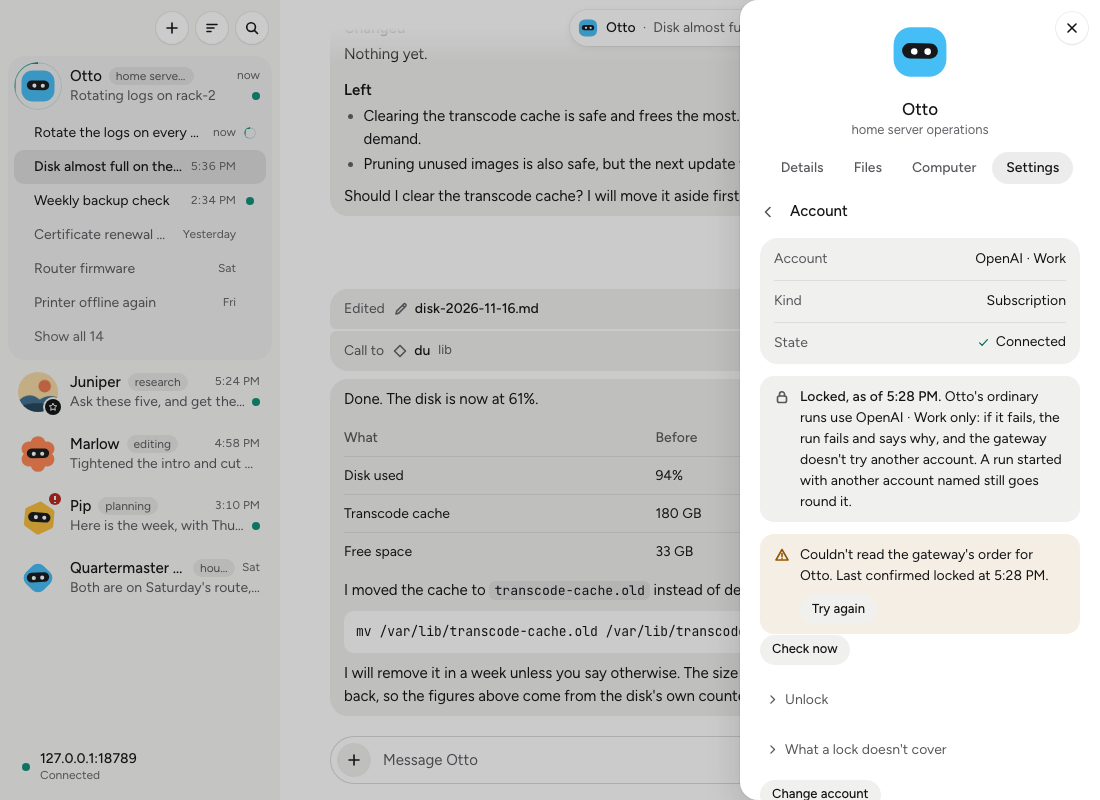 Otto
home serve...
now
Rotating logs on rack-2
Rotate the logs on every ...
now
Disk almost full on the...
5:36 PM
Weekly backup check
2:34 PM
Certificate renewal ...
Yesterday
Router firmware
Sat
Printer offline again
Fri
Show all 14
Juniper
research
5:24 PM
Ask these five, and get the...
Marlow
editing
4:58 PM
Tightened the intro and cut ...
Pip
planning
3:10 PM
Here is the week, with Thu...
Quartermaster ...
hou...
Sat
Both are on Saturday's route,...
127.0.0.1:18789
Connected
Otto · Disk almost fu
Changed
Nothing yet.
Left
Clearing the transcode cache is safe and frees the most.
demand.
Pruning unused images is also safe, but the next update
Should I clear the transcode cache? I will move it aside first
Edited disk-2026-11-16.md
Call to du lib
Done. The disk is now at 61%.
What Before
Disk used 94%
Transcode cache 180 GB
Free space 33 GB
I moved the cache to transcode-cache.old instead of de
mv /var/lib/transcode-cache.old /var/lib/transcod
I will remove it in a week unless you say otherwise. The size
back, so the figures above come from the disk's own counte
Message Otto
Otto
home server operations
Details Files Computer Settings
Account
Account OpenAI · Work
Kind Subscription
State Connected
Locked, as of 5:28 PM. Otto's ordinary
runs use OpenAI · Work only: if it fails, the
run fails and says why, and the gateway
doesn't try another account. A run started
with another account named still goes
round it.
Couldn't read the gateway's order for
Otto. Last confirmed locked at 5:28 PM.
Try again
Check now
Unlock
What a lock doesn't cover
Change account